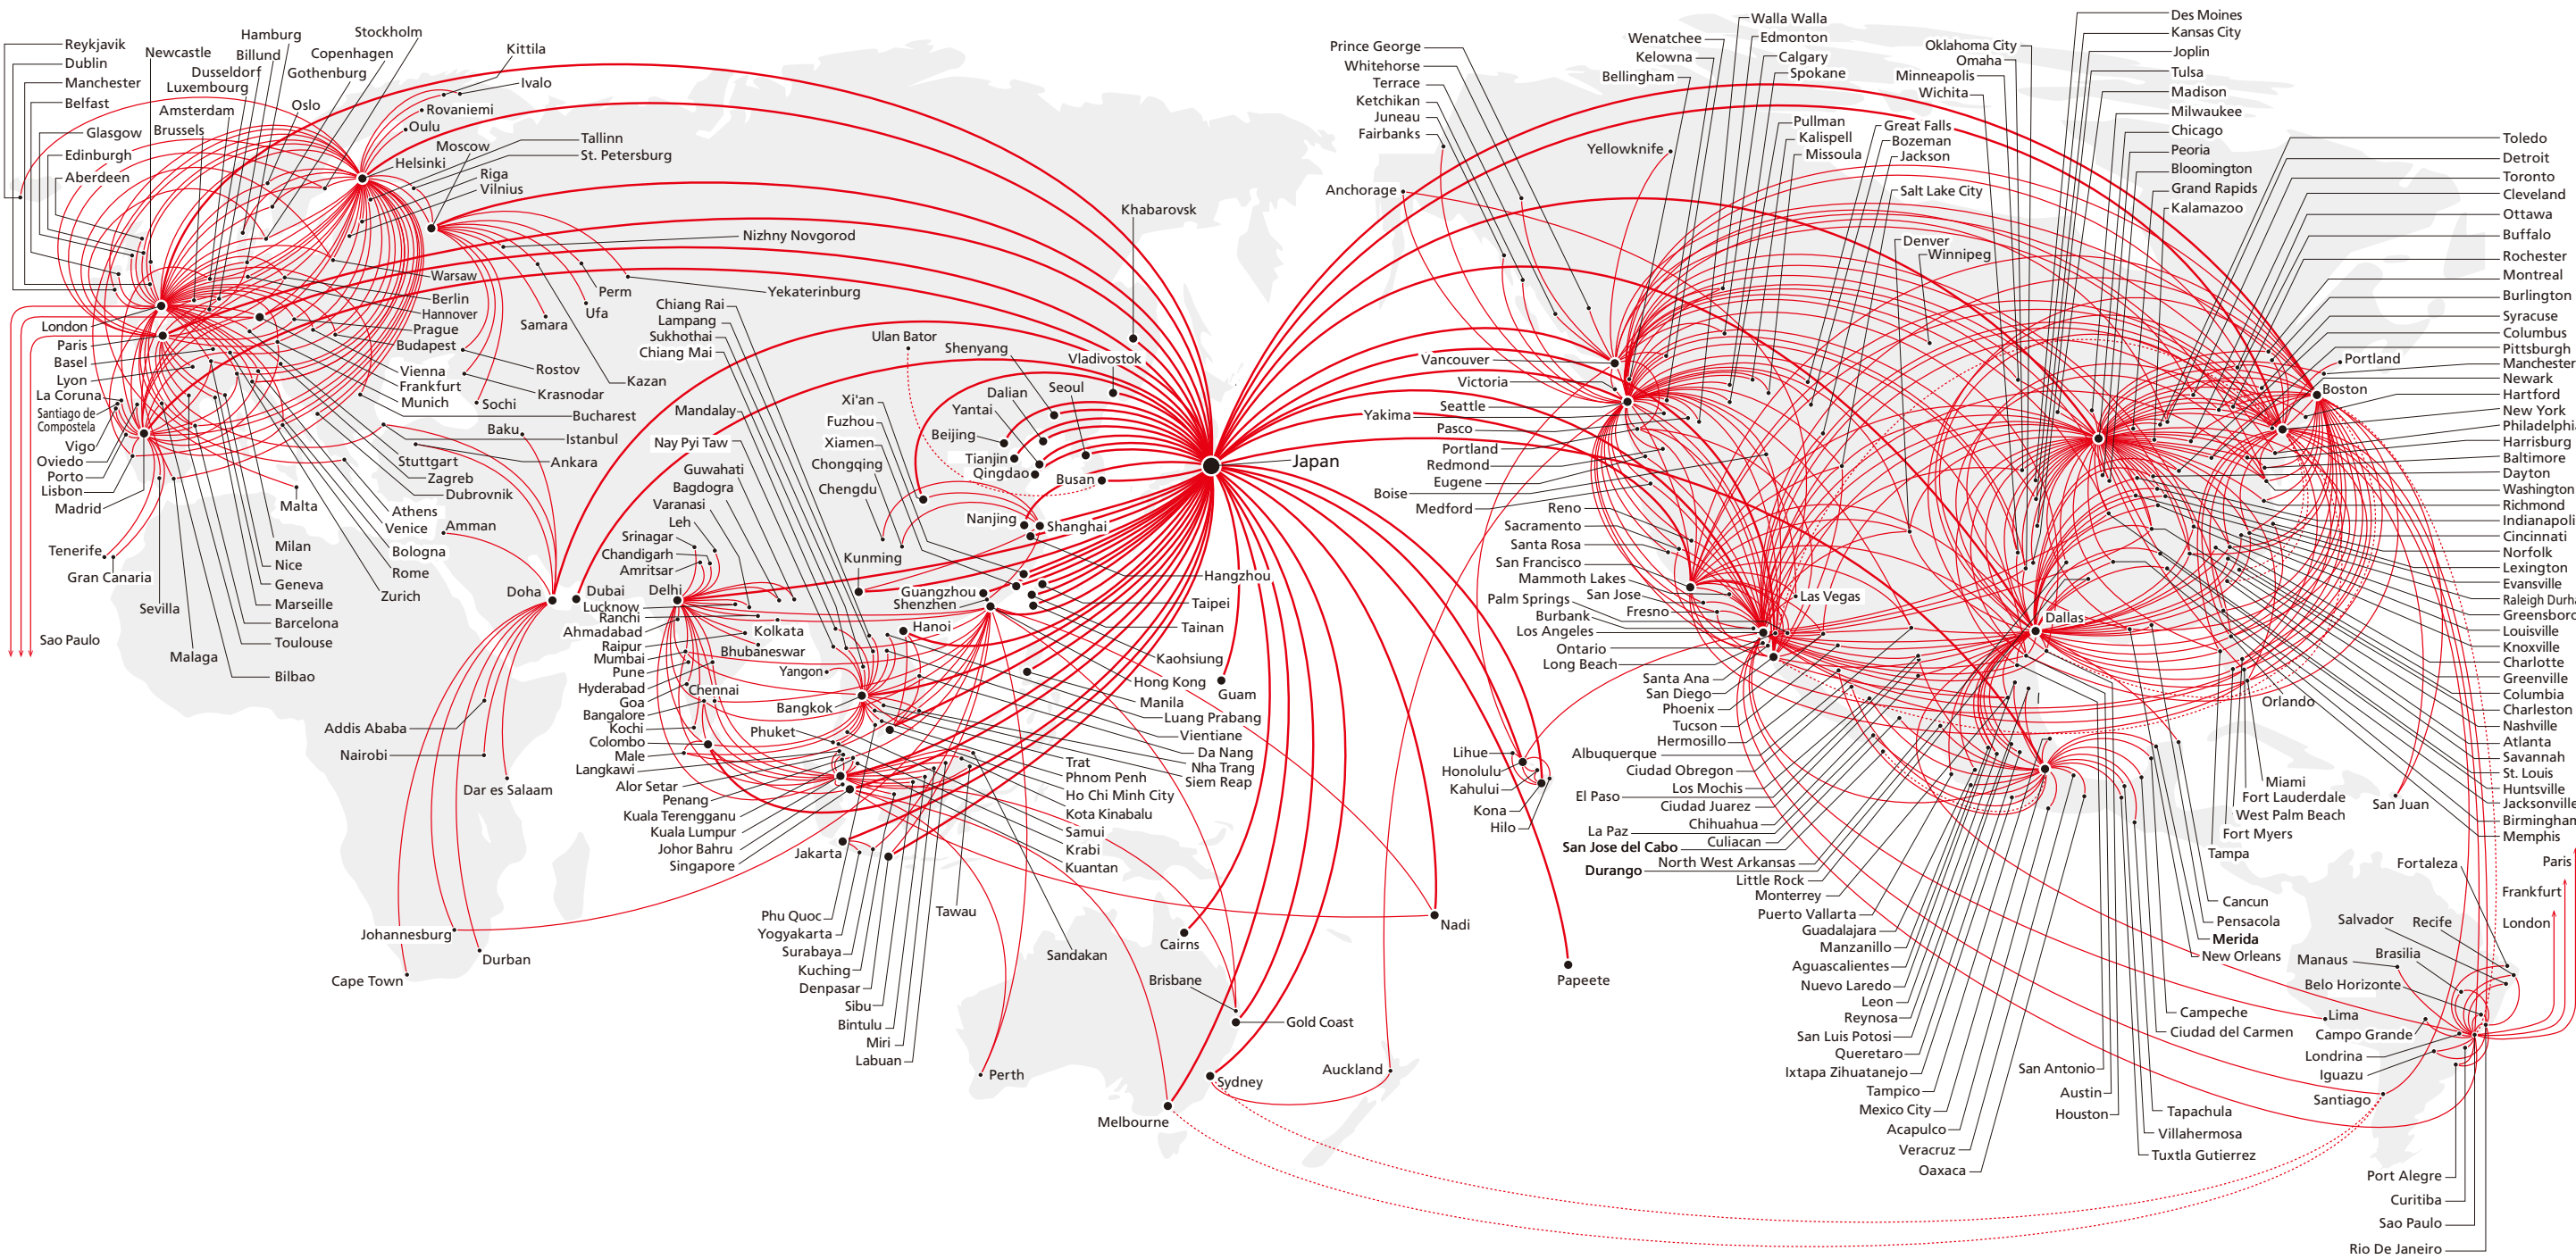 Reykjavik
Dublin
Manchester
Belfast
Glasgow
Edinburgh
Aberdeen
Newcastle
Hamburg
Billund
Dusseldorf
Luxembourg
Amsterdam
Brussels
Stockholm
Copenhagen
Gothenburg
Oslo
Kittila
Ivalo
Rovaniemi
Oulu
Moscow
Helsinki
Tallinn
St. Petersburg
Riga
Vilnius
Nizhny Novgorod
Warsaw
Berlin
Hannover
Prague
Budapest
Perm
Ufa
Samara
Yekaterinburg
Vienna
Frankfurt
Munich
Rostov
Krasnodar
Sochi
Kazan
Bucharest
Istanbul
Baku
Ankara
Stuttgart
Zagreb
Dubrovnik
London
Paris
Basel
Lyon
La Coruna
Santiago de
Compostela
Vigo
Oviedo
Porto
Lisbon
Madrid
Malta
Athens
Venice
Bologna
Rome
Zurich
Amman
Tenerife
Gran Canaria
Sevilla
Malaga
Milan
Nice
Geneva
Marseille
Barcelona
Toulouse
Bilbao
Sao Paulo
Doha
Dubai
Addis Ababa
Nairobi
Dar es Salaam
Johannesburg
Durban
Cape Town
Chiang Rai
Lampang
Sukhothai
Chiang Mai
Mandalay
Nay Pyi Taw
Guwahati
Bagdogra
Varanasi
Leh
Srinagar
Chandigarh
Amritsar
Delhi
Lucknow
Ranchi
Ahmadabad
Raipur
Mumbai
Pune
Hyderabad
Goa
Bangalore
Kochi
Colombo
Male
Langkawi
Alor Setar
Penang
Kuala Terengganu
Kuala Lumpur
Johor Bahru
Singapore
Kolkata
Bhubaneswar
Yangon
Chennai
Bangkok
Phuket
Jakarta
Khabarovsk
Ulan Bator
Shenyang
Vladivostok
Dalian
Seoul
Yantai
Beijing
Tianjin
Qingdao
Busan
Xi'an
Fuzhou
Xiamen
Chongqing
Chengdu
Nanjing
Shanghai
Kunming
Guangzhou
Shenzhen
Hanoi
Hangzhou
Taipei
Tainan
Kaohsiung
Hong Kong
Guam
Manila
Luang Prabang
Vientiane
Da Nang
Nha Trang
Siem Reap
Trat
Phnom Penh
Ho Chi Minh City
Kota Kinabalu
Samui
Krabi
Kuantan
Phu Quoc
Yogyakarta
Surabaya
Kuching
Denpasar
Sibu
Bintulu
Miri
Labuan
Tawau
Sandakan
Japan
Cairns
Brisbane
Gold Coast
Perth
Sydney
Melbourne
Auckland
Nadi
Papeete
Prince George
Whitehorse
Terrace
Ketchikan
Juneau
Fairbanks
Anchorage
Yellowknife
Wenatchee
Kelowna
Bellingham
Walla Walla
Edmonton
Calgary
Spokane
Pullman
Kalispell
Missoula
Great Falls
Bozeman
Jackson
Salt Lake City
Denver
Winnipeg
Oklahoma City
Omaha
Minneapolis
Wichita
Des Moines
Kansas City
Joplin
Tulsa
Madison
Milwaukee
Chicago
Peoria
Bloomington
Grand Rapids
Kalamazoo
Vancouver
Victoria
Seattle
Yakima
Pasco
Portland
Redmond
Eugene
Boise
Medford
Reno
Sacramento
Santa Rosa
San Francisco
Mammoth Lakes
San Jose
Palm Springs
Fresno
Burbank
Los Angeles
Ontario
Long Beach
Las Vegas
Santa Ana
San Diego
Phoenix
Tucson
Hermosillo
Albuquerque
Ciudad Obregon
Los Mochis
El Paso
Ciudad Juarez
Chihuahua
La Paz
Culiacan
San Jose del Cabo
North West Arkansas
Durango
Little Rock
Monterrey
Puerto Vallarta
Guadalajara
Manzanillo
Aguascalientes
Nuevo Laredo
Leon
Reynosa
San Luis Potosi
Queretaro
Ixtapa Zihuatanejo
Tampico
Mexico City
Acapulco
Veracruz
Oaxaca
Lihue
Honolulu
Kahului
Kona
Hilo
Dallas
San Antonio
Austin
Houston
Tapachula
Villahermosa
Tuxtla Gutierrez
Campeche
Ciudad del Carmen
Cancun
Pensacola
Merida
New Orleans
Orlando
Miami
Fort Lauderdale
West Palm Beach
Fort Myers
Tampa
San Juan
Toledo
Detroit
Toronto
Cleveland
Ottawa
Buffalo
Rochester
Montreal
Burlington
Syracuse
Columbus
Pittsburgh
Portland
Manchester
Boston
Newark
Hartford
New York
Philadelphia
Harrisburg
Baltimore
Dayton
Washington
Richmond
Indianapoli
Cincinnati
Norfolk
Lexington
Evansville
Raleigh Durha
Greensboro
Louisville
Knoxville
Charlotte
Greenville
Columbia
Charleston
Nashville
Atlanta
Savannah
St. Louis
Huntsville
Jacksonville
Birmingham
Memphis
Paris
Frankfurt
London
Fortaleza
Salvador
Recife
Brasilia
Manaus
Belo Horizonte
Lima
Campo Grande
Londrina
Iguazu
Santiago
Port Alegre
Curitiba
Sao Paulo
Rio De Janeiro